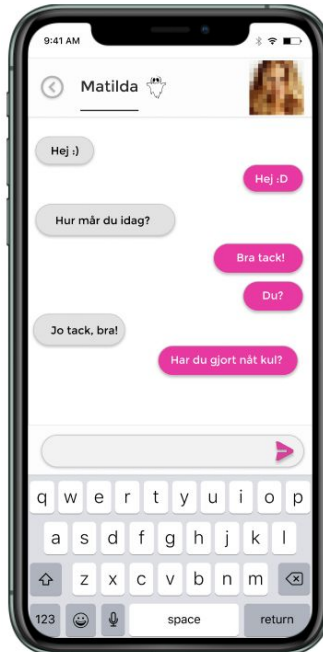 9:41 AM
Matilda
Hej :)
Hej :D
Hur mår du idag?
Bra tack!
Du?
Jo tack, bra!
Har du gjort nåt kul?
q w e r t y u i o p
a s d f g h j k l
z x c v b n m
123 space return